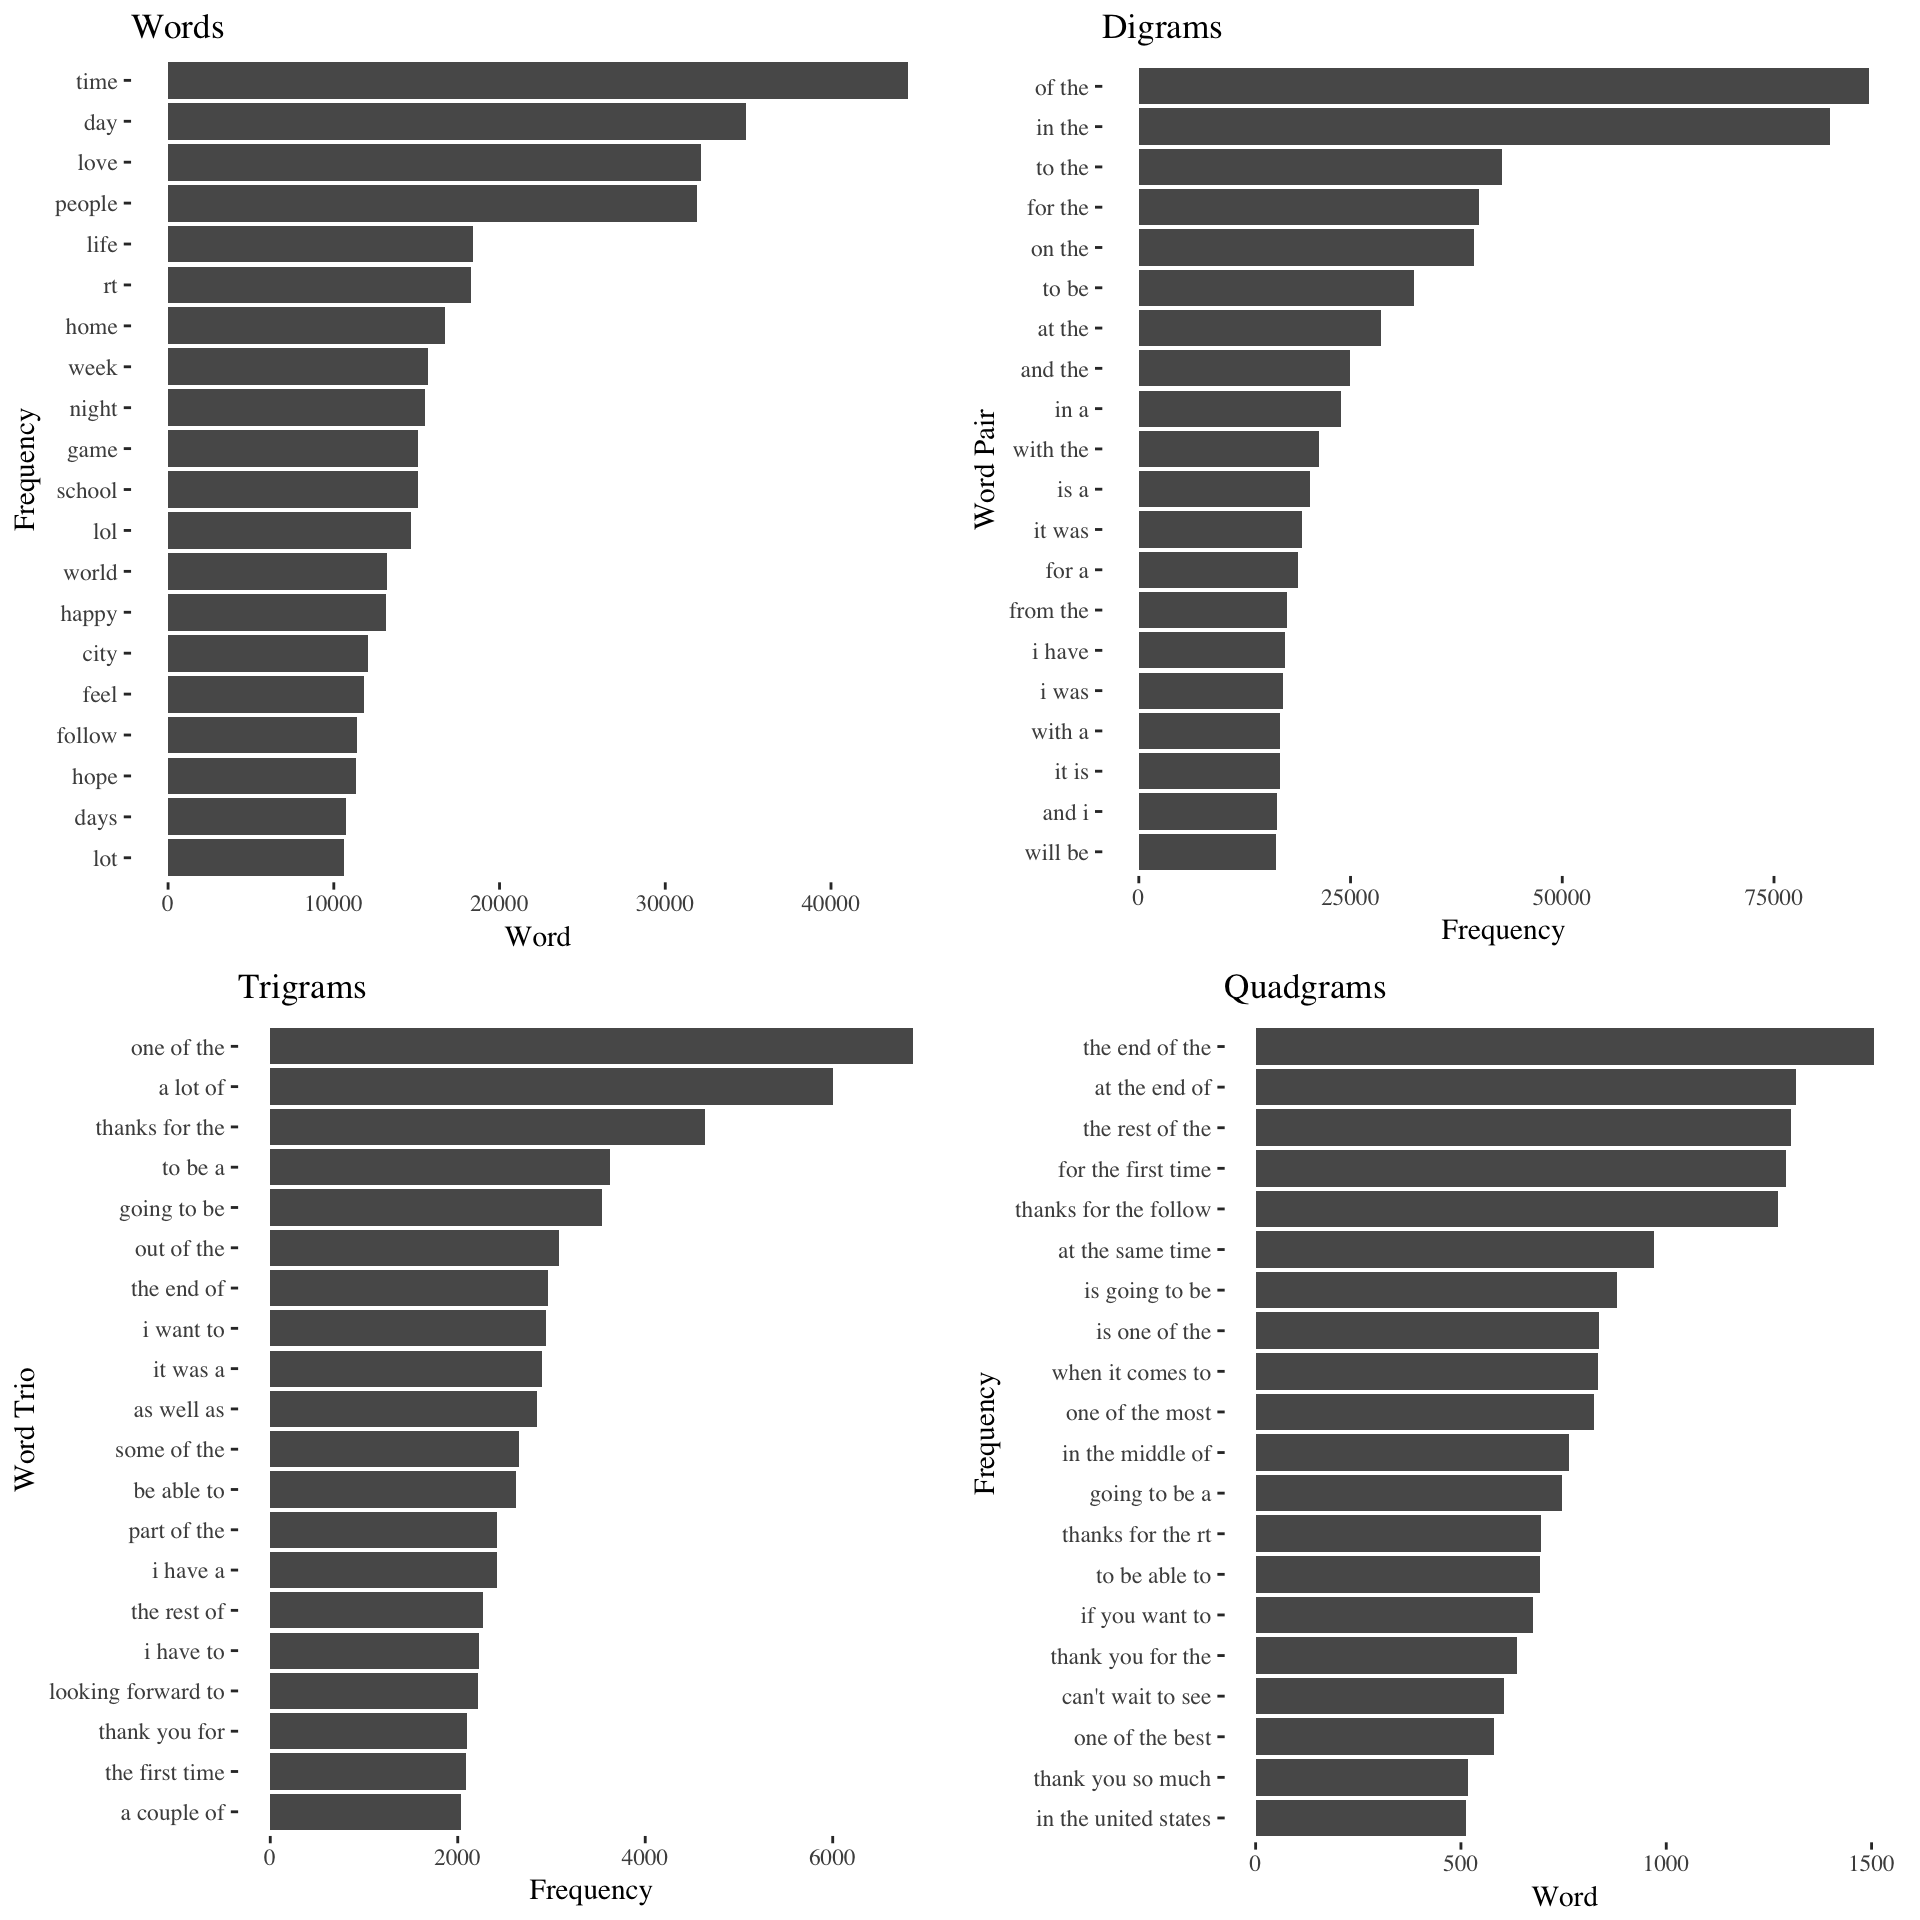 Words
time
day
love
people
life
rt
home
week
night
game
school
lol
world
happy
city
feel
follow
hope
days
lot
Frequency
0 10000 20000 30000 40000
Word
Digrams
of the
in the
to the
for the
on the
to be
at the
and the
in a
with the
is a
it was
for a
from the
i have
i was
with a
it is
and i
will be
Word Pair
0 25000 50000 75000
Frequency
Trigrams
one of the
a lot of
thanks for the
to be a
going to be
out of the
the end of
i want to
it was a
as well as
some of the
be able to
part of the
i have a
the rest of
i have to
looking forward to
thank you for
the first time
a couple of
Word Trio
0 2000 4000 6000
Frequency
Quadgrams
the end of the
at the end of
the rest of the
for the first time
thanks for the follow
at the same time
is going to be
is one of the
when it comes to
one of the most
in the middle of
going to be a
thanks for the rt
to be able to
if you want to
thank you for the
can't wait to see
one of the best
thank you so much
in the united states
Frequency
0 500 1000 1500
Word